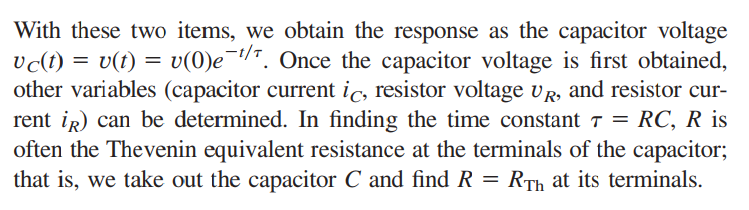 With these two items, we obtain the response as the capacitor voltage
v_C(t) = v(t) = v(0)e^{−t/τ}. Once the capacitor voltage is first obtained,
other variables (capacitor current i_C, resistor voltage v_R, and resistor cur-
rent i_R) can be determined. In finding the time constant τ = RC, R is
often the Thevenin equivalent resistance at the terminals of the capacitor;
that is, we take out the capacitor C and find R = R_Th at its terminals.